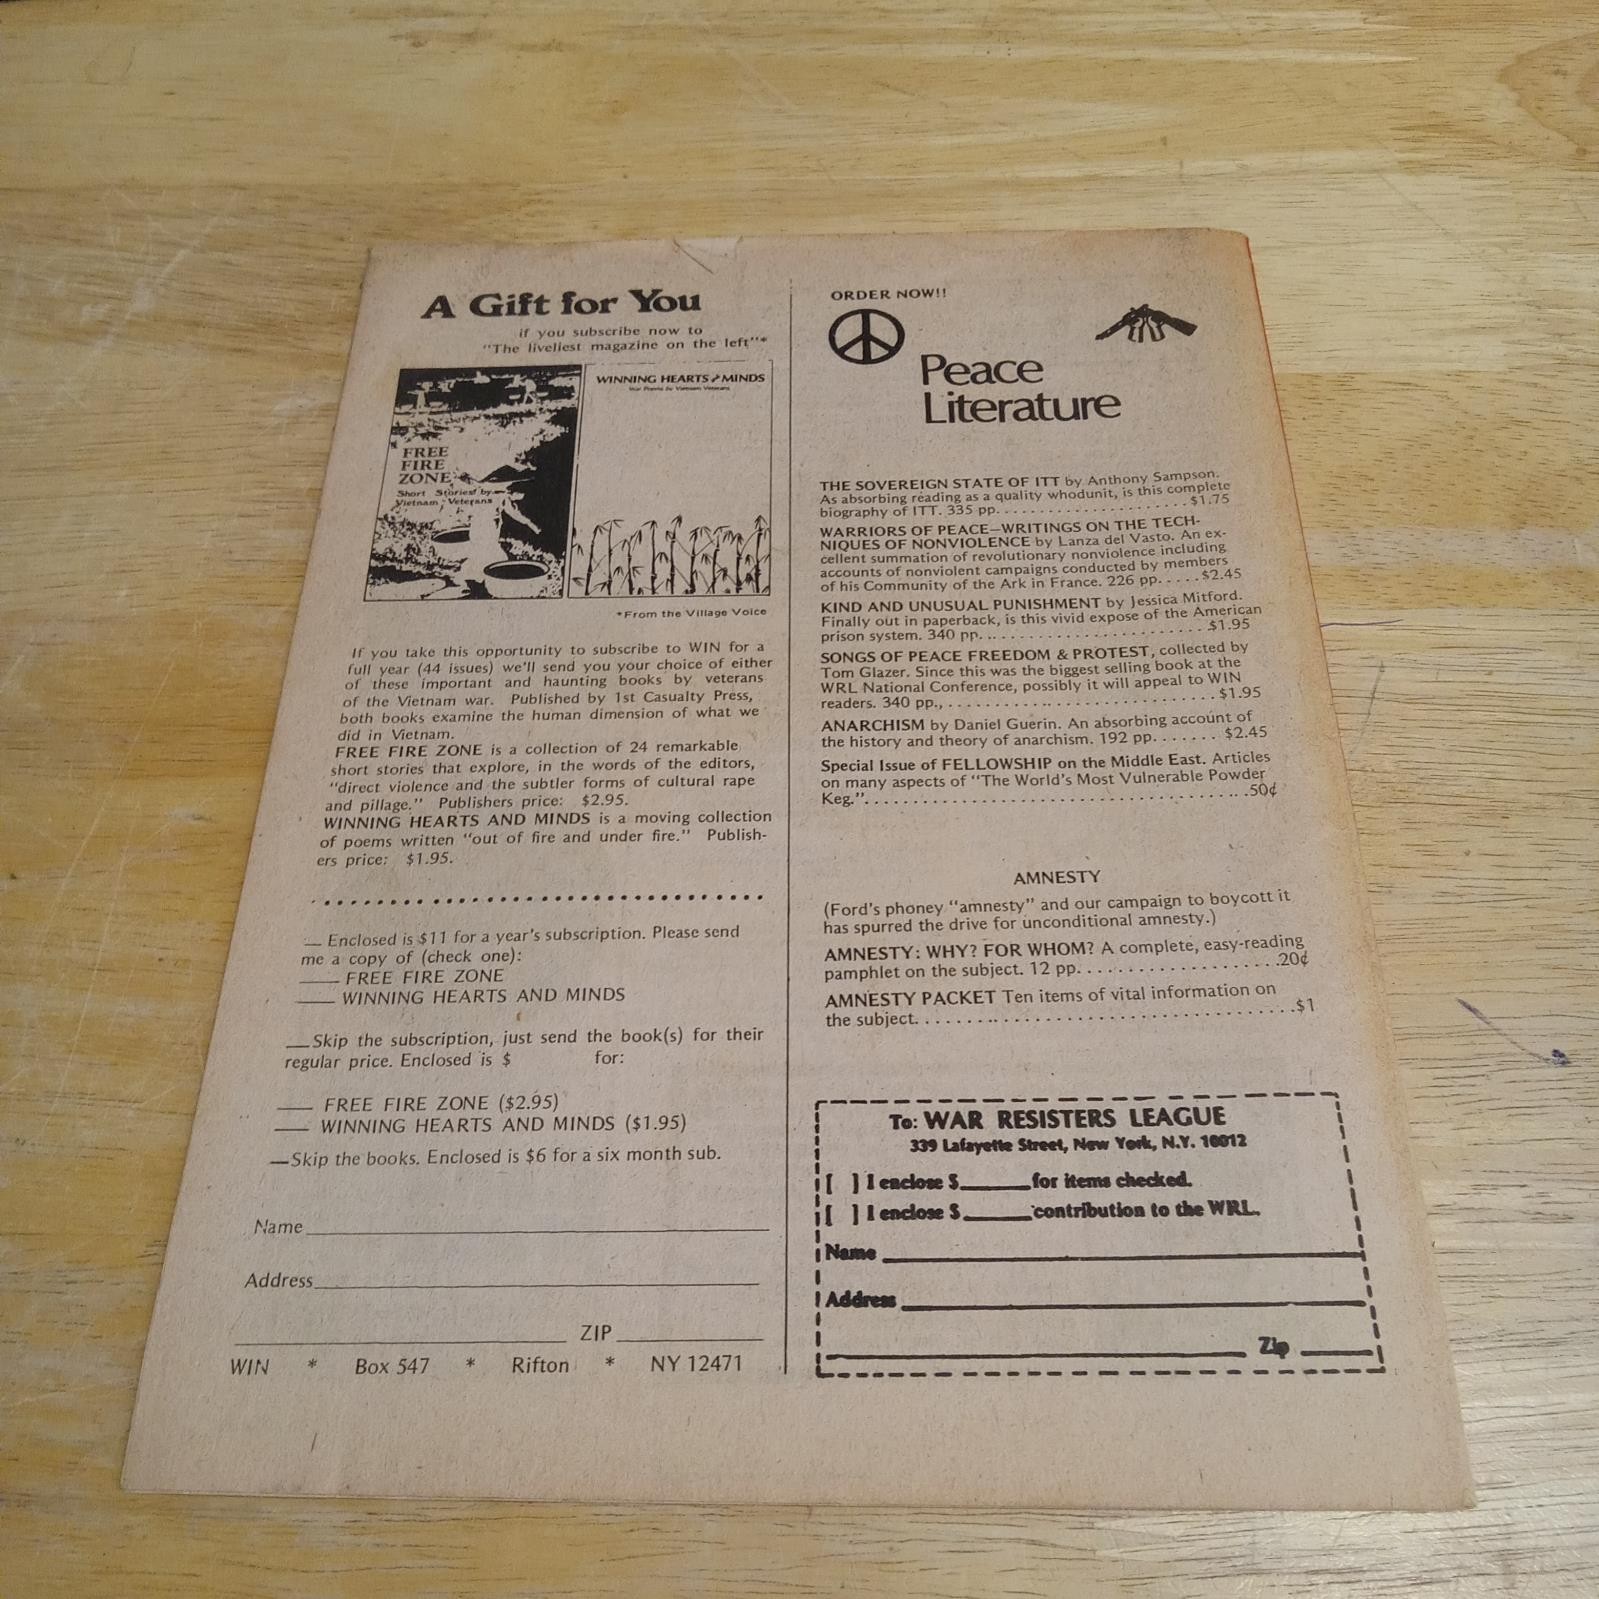 A Gift for You
if you subscribe now to
"The liveliest magazine on the left"*
FREE
FIRE
ZONE
Short Stories by
Vietnam Veterans
WINNING HEARTS & MINDS
War Poems by Vietnam Veterans
*From the Village Voice
If you take this opportunity to subscribe to WIN for a
full year (44 issues) we'll send you your choice of either
of these important and haunting books by veterans
of the Vietnam war. Published by 1st Casualty Press,
both books examine the human dimension of what we
did in Vietnam.
FREE FIRE ZONE is a collection of 24 remarkable
short stories that explore, in the words of the editors,
"direct violence and the subtler forms of cultural rape
and pillage." Publishers price: $2.95.
WINNING HEARTS AND MINDS is a moving collection
of poems written "out of fire and under fire." Publish-
ers price: $1.95.
__ Enclosed is $11 for a year's subscription. Please send
me a copy of (check one):
___ FREE FIRE ZONE
___ WINNING HEARTS AND MINDS
__Skip the subscription, just send the book(s) for their
regular price. Enclosed is $ for:
___ FREE FIRE ZONE ($2.95)
___ WINNING HEARTS AND MINDS ($1.95)
__Skip the books. Enclosed is $6 for a six month sub.
Name
Address
ZIP
WIN * Box 547 * Rifton * NY 12471
ORDER NOW!!
Peace
Literature
THE SOVEREIGN STATE OF ITT by Anthony Sampson.
As absorbing reading as a quality whodunit, is this complete
biography of ITT. 335 pp. . . . . . . . . . . . . . . . . . . . $1.75
WARRIORS OF PEACE—WRITINGS ON THE TECH-
NIQUES OF NONVIOLENCE by Lanza del Vasto. An ex-
cellent summation of revolutionary nonviolence including
accounts of nonviolent campaigns conducted by members
of his Community of the Ark in France. 226 pp. . . . . $2.45
KIND AND UNUSUAL PUNISHMENT by Jessica Mitford.
Finally out in paperback, is this vivid expose of the American
prison system. 340 pp. . . . . . . . . . . . . . . . . . . . . . . $1.95
SONGS OF PEACE FREEDOM & PROTEST, collected by
Tom Glazer. Since this was the biggest selling book at the
WRL National Conference, possibly it will appeal to WIN
readers. 340 pp., . . . . . . . . . . . . . . . . . . . . . . . . . $1.95
ANARCHISM by Daniel Guerin. An absorbing account of
the history and theory of anarchism. 192 pp. . . . . . . $2.45
Special Issue of FELLOWSHIP on the Middle East. Articles
on many aspects of "The World's Most Vulnerable Powder
Keg." . . . . . . . . . . . . . . . . . . . . . . . . . . . . . . . . . . .50¢
AMNESTY
(Ford's phoney "amnesty" and our campaign to boycott it
has spurred the drive for unconditional amnesty.)
AMNESTY: WHY? FOR WHOM? A complete, easy-reading
pamphlet on the subject. 12 pp. . . . . . . . . . . . . . . . . .20¢
AMNESTY PACKET Ten items of vital information on
the subject. . . . . . . . . . . . . . . . . . . . . . . . . . . . . . . .$1
To: WAR RESISTERS LEAGUE
339 Lafayette Street, New York, N.Y. 10012
[ ] I enclose $______for items checked.
[ ] I enclose $______contribution to the WRL.
Name
Address
Zip